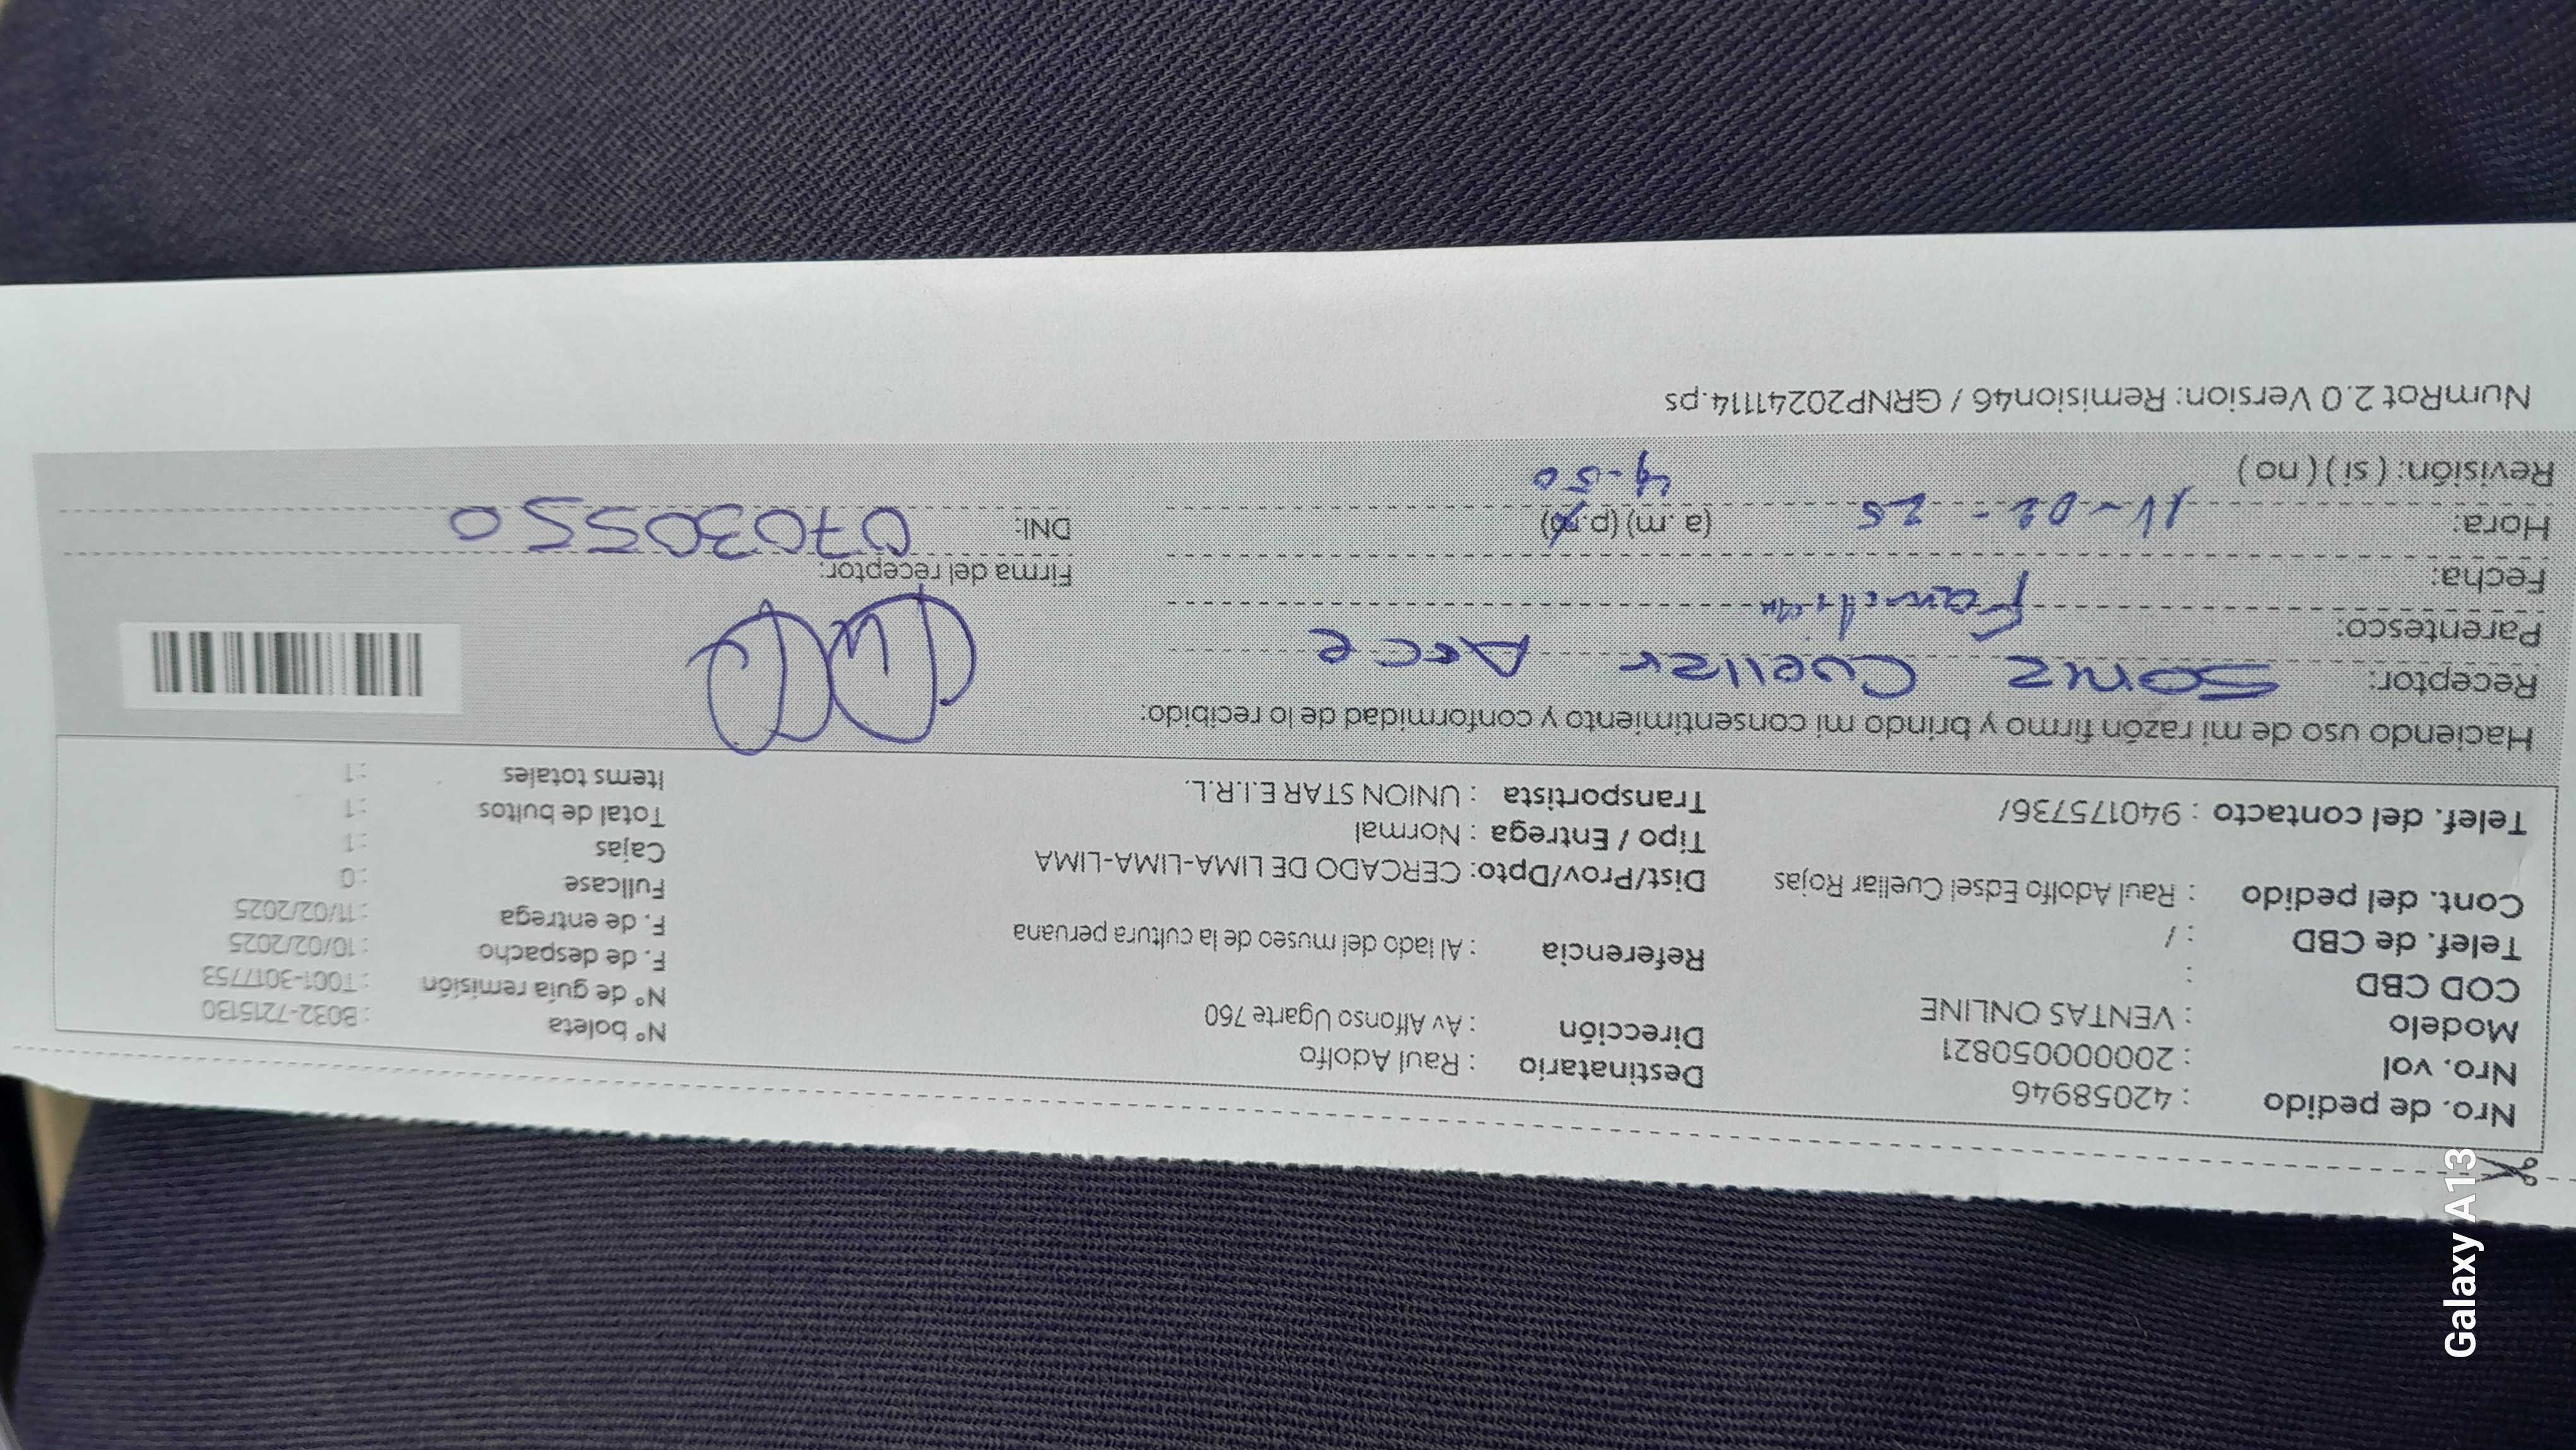 Nro. de pedido : 42058946
Nro. vol : 20000050821
Modelo : VENTAS ONLINE
COD CBD :
Telef. de CBD : /
Cont. del pedido : Raul Adolfo Edsel Cuellar Rojas
Telef. del contacto : 940175736/
Destinatario : Raul Adolfo
Dirección : Av Alfonso Ugarte 760
Referencia : Al lado del museo de la cultura peruana
Dist/Prov/Dpto: CERCADO DE LIMA-LIMA-LIMA
Tipo / Entrega : Normal
Transportista : UNION STAR E.I.R.L.
N° boleta : B032-7215130
N° de guía remisión : T001-3017753
F. de despacho : 10/02/2025
F. de entrega : 11/02/2025
Fullcase : 0
Cajas : 1
Total de bultos : 1
Items totales : 1
Haciendo uso de mi razón firmo y brindo mi consentimiento y conformidad de lo recibido:
Receptor: Cuellar Arce
Parentesco:
Fecha:
Hora: 11-02-25 (a.m) (p.m)
4-50
Revisión: ( si ) ( no )
Firma del receptor:
DNI: 07030550
NumRot 2.0 Version: Remision46 / GRNP20241114.ps
Galaxy A13